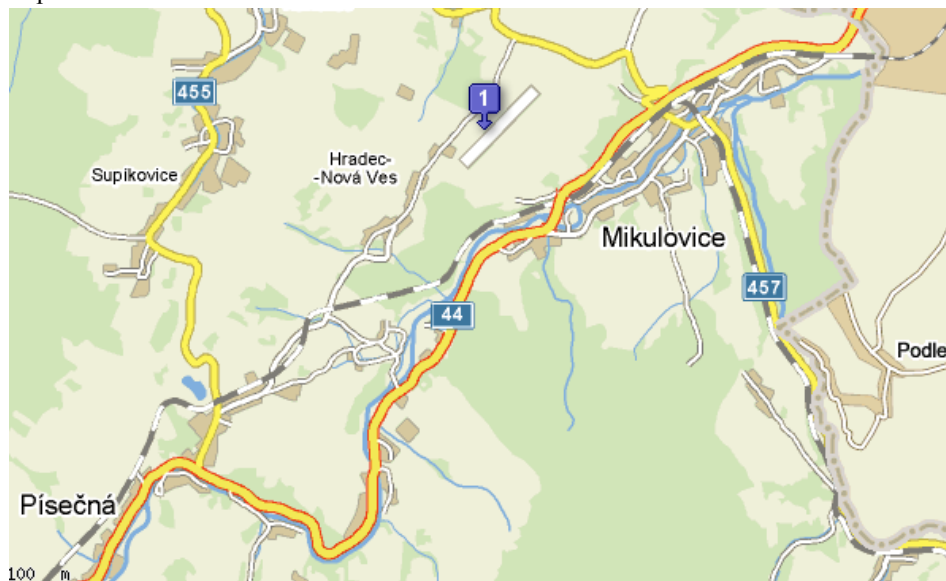 1
455
Hradec-
-Nová Ves
Supíkovice
Mikulovice
457
44
Podle
Písečná
100 m